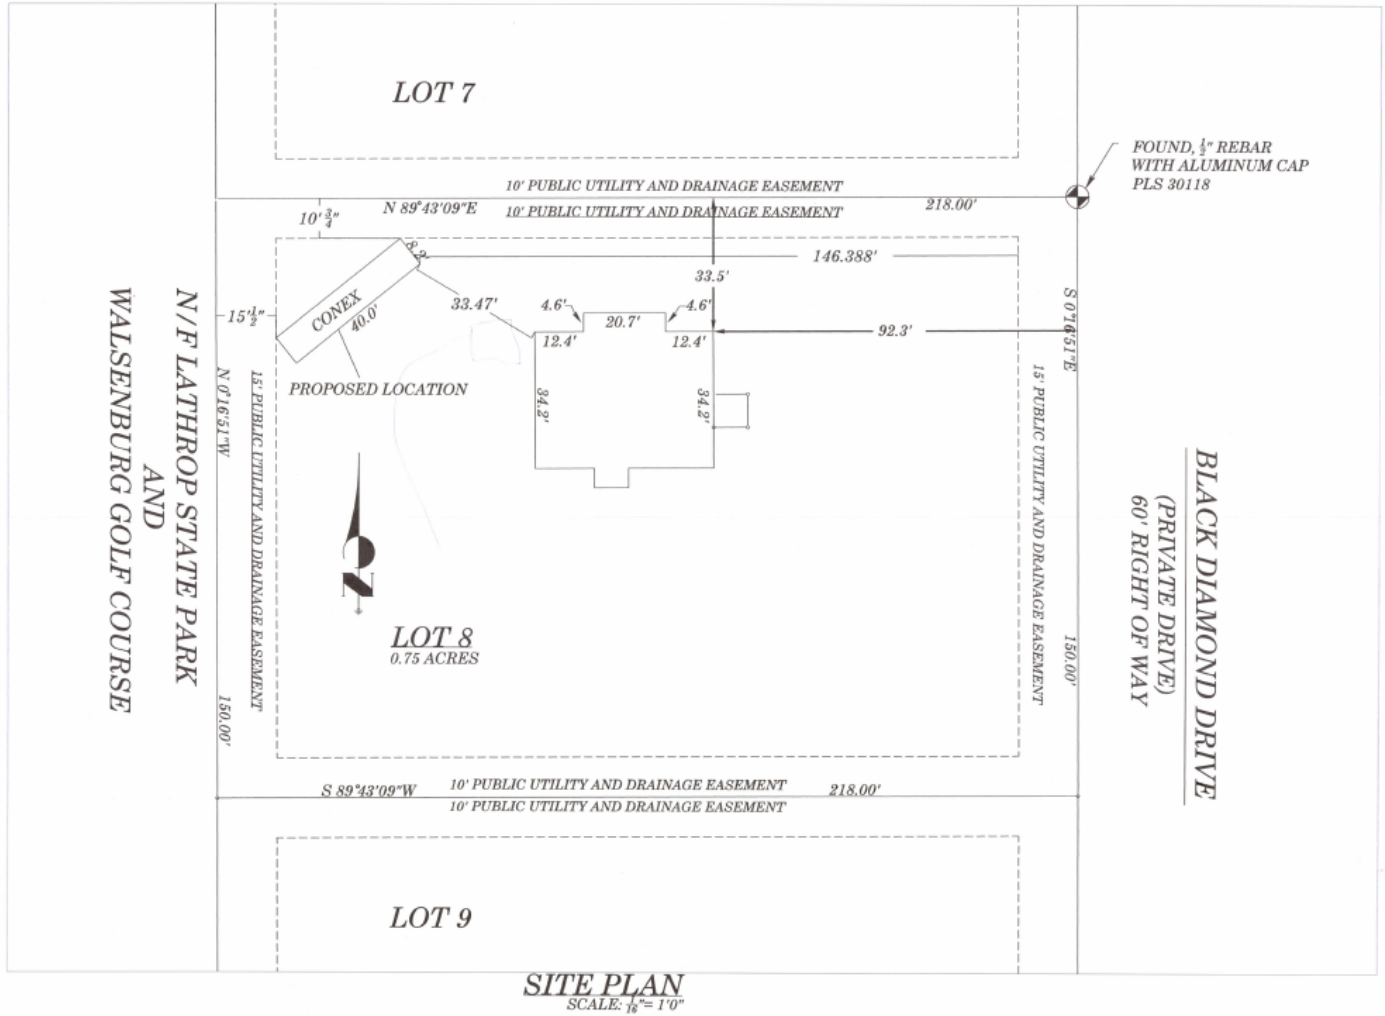 LOT 7
FOUND, ½" REBAR
WITH ALUMINUM CAP
PLS 30118
10' PUBLIC UTILITY AND DRAINAGE EASEMENT
N 89°43'09"E
10' PUBLIC UTILITY AND DRAINAGE EASEMENT
218.00'
10' ¾"
8.2'
146.388'
33.5'
CONEX
40.0'
33.47'
4.6'
4.6'
20.7'
12.4'
12.4'
92.3'
15'½"
S 0°16'51"E
PROPOSED LOCATION
34.2'
34.2'
N/F LATHROP STATE PARK
AND
WALSENBURG GOLF COURSE
N 0°16'51"W
15' PUBLIC UTILITY AND DRAINAGE EASEMENT
150.00'
15' PUBLIC UTILITY AND DRAINAGE EASEMENT
150.00'
BLACK DIAMOND DRIVE
(PRIVATE DRIVE)
60' RIGHT OF WAY
N
LOT 8
0.75 ACRES
S 89°43'09"W
10' PUBLIC UTILITY AND DRAINAGE EASEMENT
218.00'
10' PUBLIC UTILITY AND DRAINAGE EASEMENT
LOT 9
SITE PLAN
SCALE: 1/16"= 1'0"